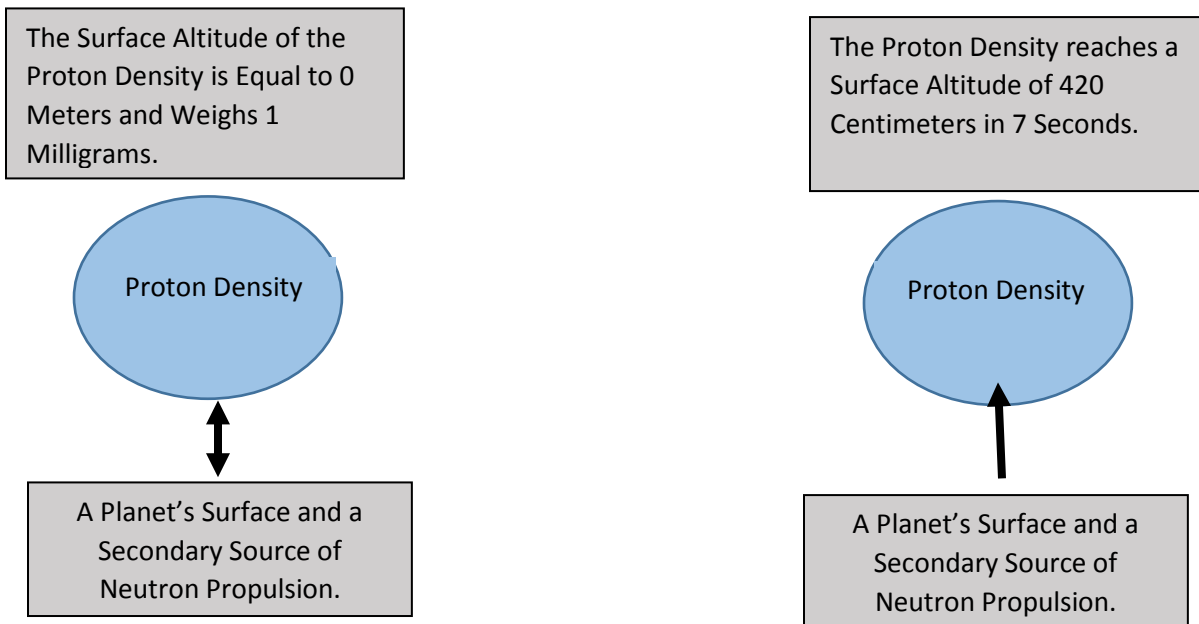 The Surface Altitude of the
Proton Density is Equal to 0
Meters and Weighs 1
Milligrams.
Proton Density
A Planet’s Surface and a
Secondary Source of
Neutron Propulsion.
The Proton Density reaches a
Surface Altitude of 420
Centimeters in 7 Seconds.
Proton Density
A Planet’s Surface and a
Secondary Source of
Neutron Propulsion.